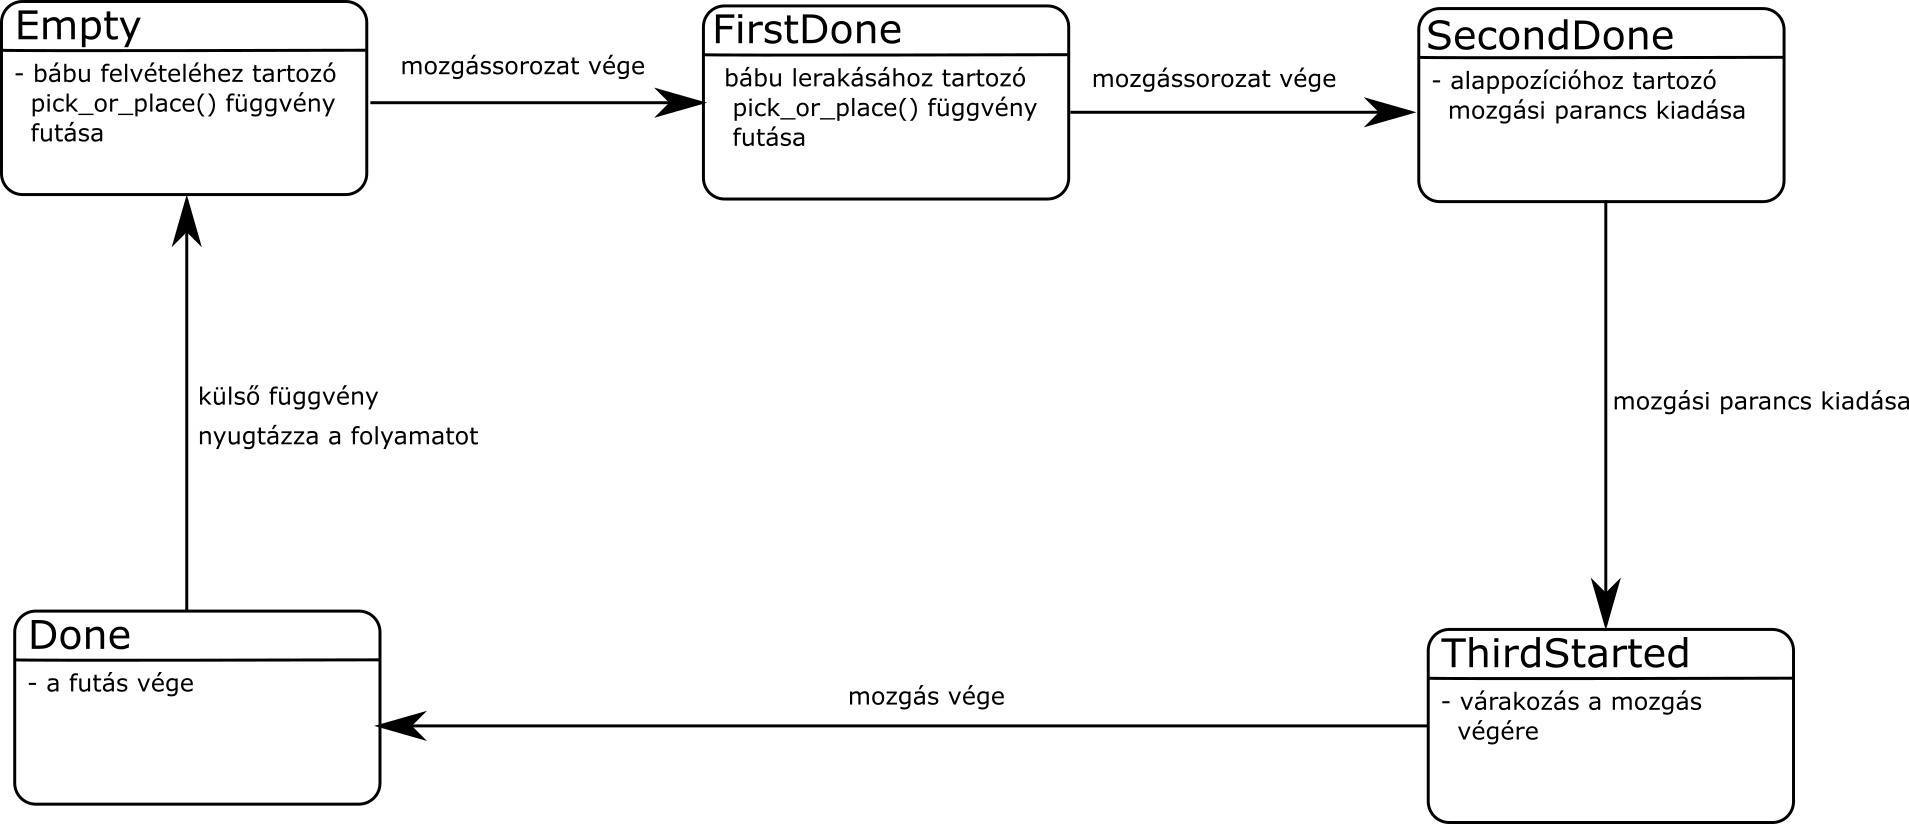 Empty
- bábu felvételéhez tartozó
pick_or_place() függvény
futása
mozgássorozat vége
FirstDone
bábu lerakásához tartozó
pick_or_place() függvény
futása
mozgássorozat vége
SecondDone
- alappozícióhoz tartozó
mozgási parancs kiadása
mozgási parancs kiadása
ThirdStarted
- várakozás a mozgás
végére
mozgás vége
Done
- a futás vége
külső függvény
nyugtázza a folyamatot